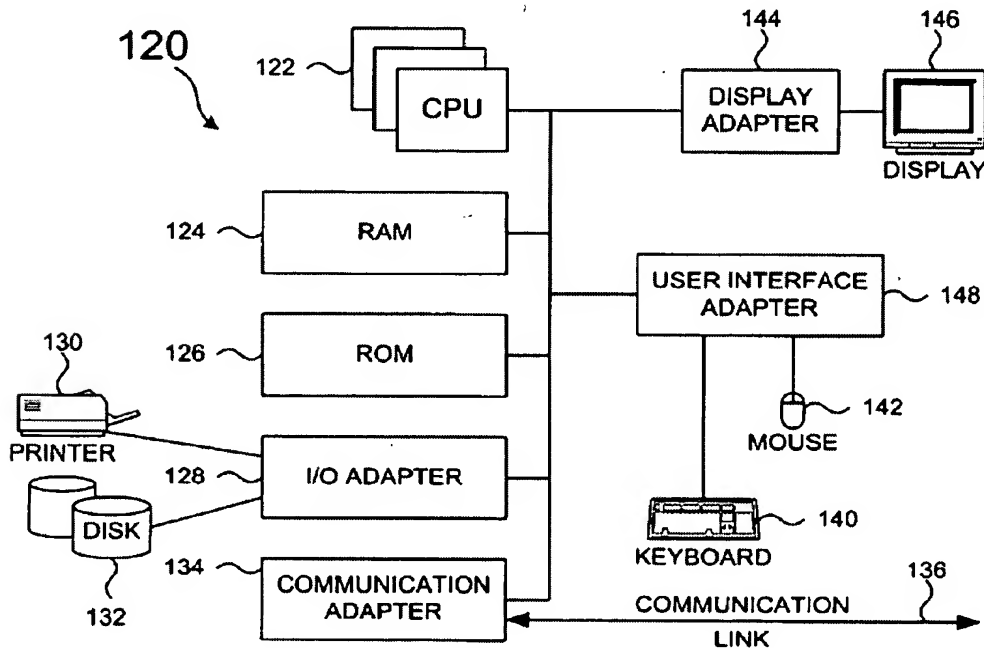 120
122
CPU
144
DISPLAY
ADAPTER
146
DISPLAY
124
RAM
USER INTERFACE
ADAPTER
148
126
ROM
130
PRINTER
142
MOUSE
128
I/O ADAPTER
DISK
132
140
KEYBOARD
134
COMMUNICATION
ADAPTER
136
COMMUNICATION
LINK